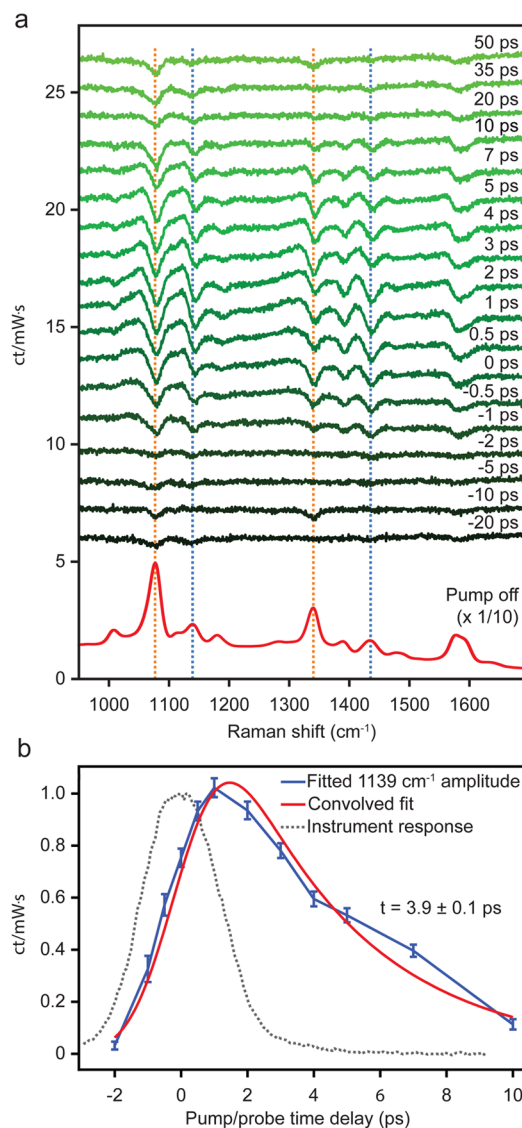 a
50 ps
35 ps
20 ps
10 ps
7 ps
5 ps
4 ps
3 ps
2 ps
1 ps
0.5 ps
0 ps
-0.5 ps
-1 ps
-2 ps
-5 ps
-10 ps
-20 ps
Pump off
(x 1/10)
25
20
15
10
5
0
ct/mW·s
1000 1100 1200 1300 1400 1500 1600
Raman shift (cm⁻¹)
b
Fitted 1139 cm⁻¹ amplitude
Convolved fit
Instrument response
t = 3.9 ± 0.1 ps
1.0
0.8
0.6
0.4
0.2
0
ct/mW·s
-2 0 2 4 6 8 10
Pump/probe time delay (ps)